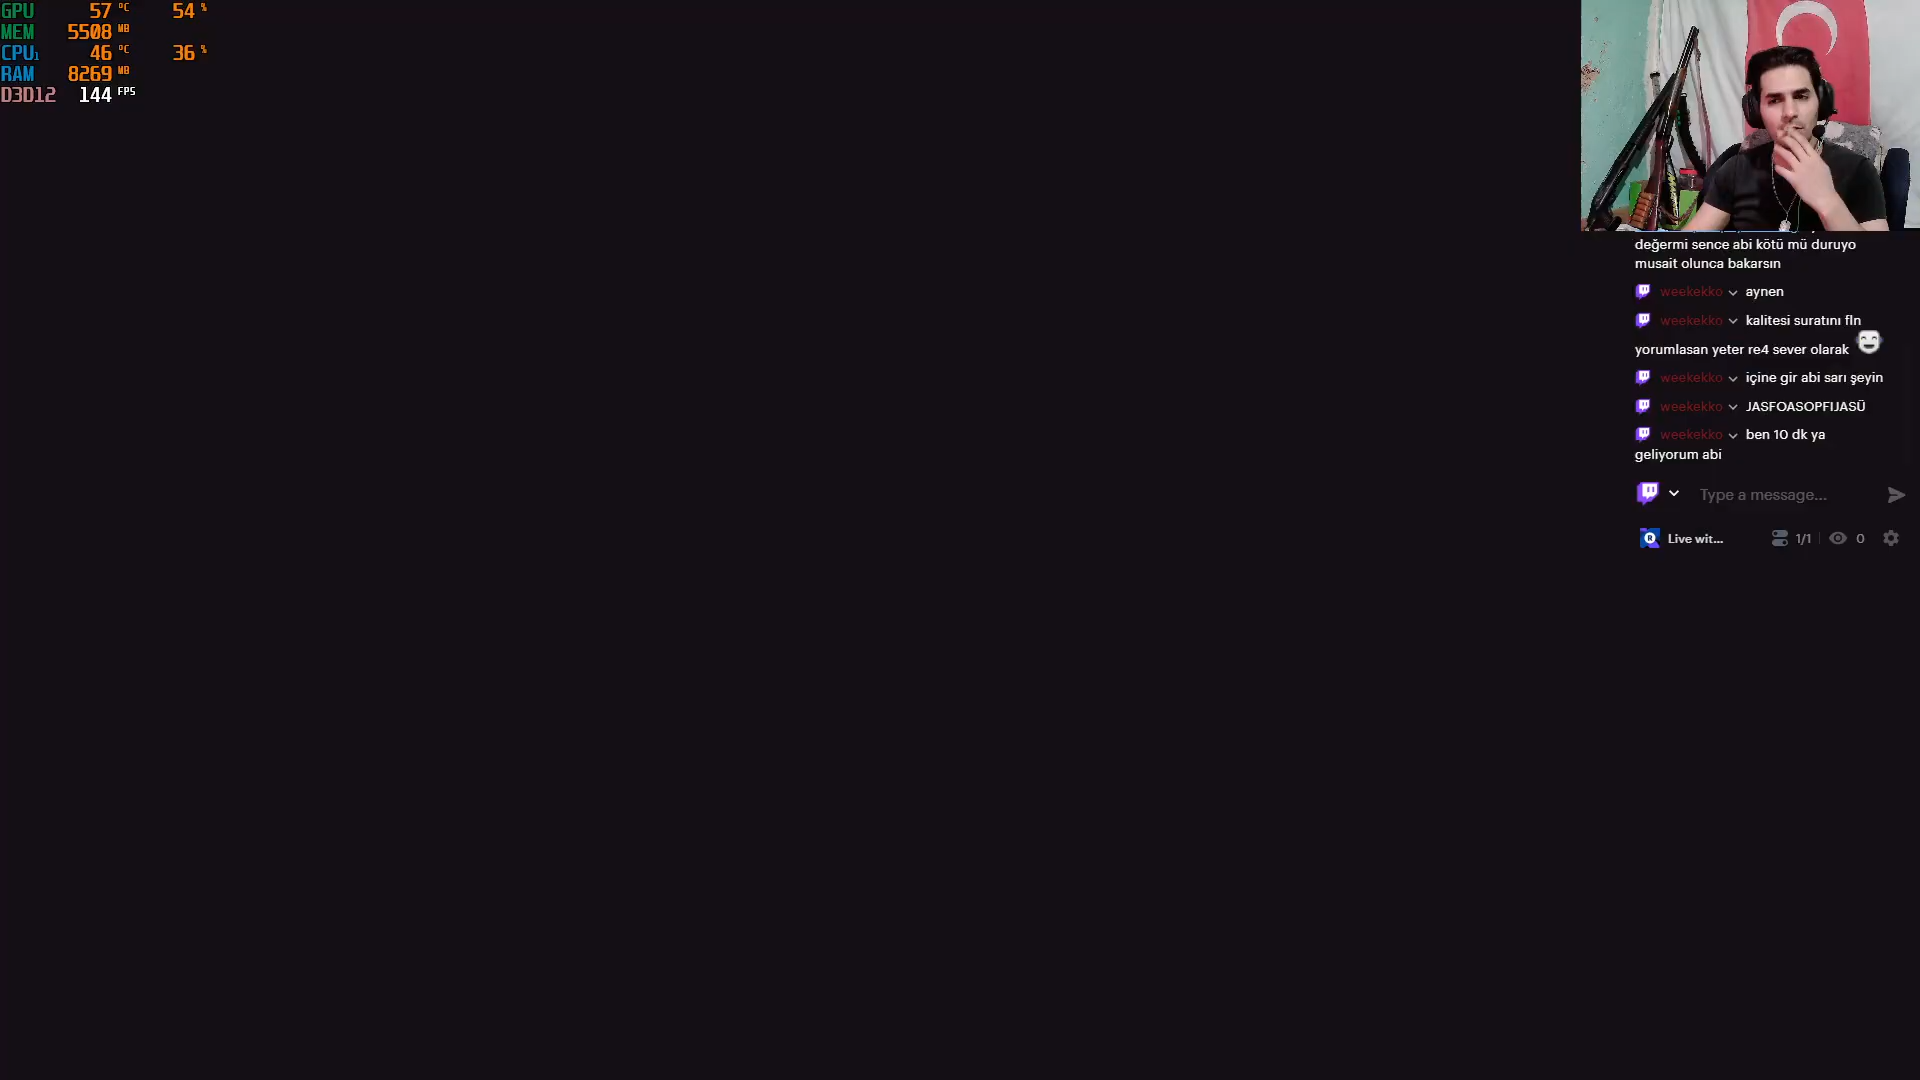 GPU 57 °C 54 %
MEM 5508 MB
CPU1 46 °C 36 %
RAM 8269 MB
D3D12 144 FPS
değermi sence abi kötü mü duruyo
musait olunca bakarsın
weekekko aynen
weekekko kalitesi suratını fln
yorumlasan yeter re4 sever olarak
weekekko içine gir abi sarı şeyin
weekekko JASFOASOPFIJASÜ
weekekko ben 10 dk ya
geliyorum abi
Type a message...
Live wit... 1/1 0